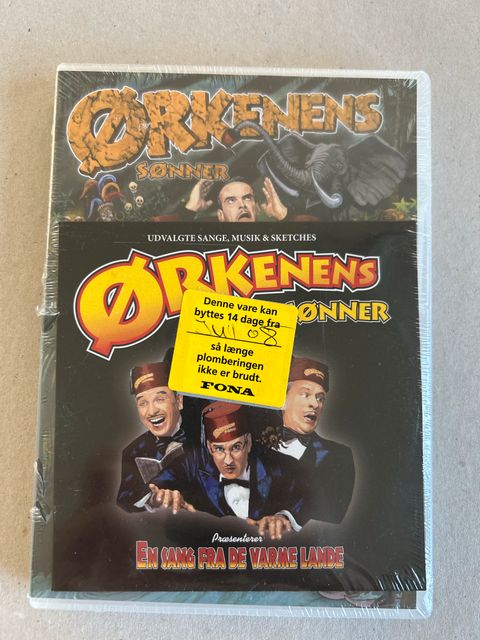 ØRKENENS
SØNNER
UDVALGTE SANGE, MUSIK & SKETCHES
ØRKENENS
SØNNER
Denne vare kan
byttes 14 dage fra
Jul 08
så længe
plomberingen
ikke er brudt.
FONA
Præsenterer
EN SANG FRA DE VARME LANDE